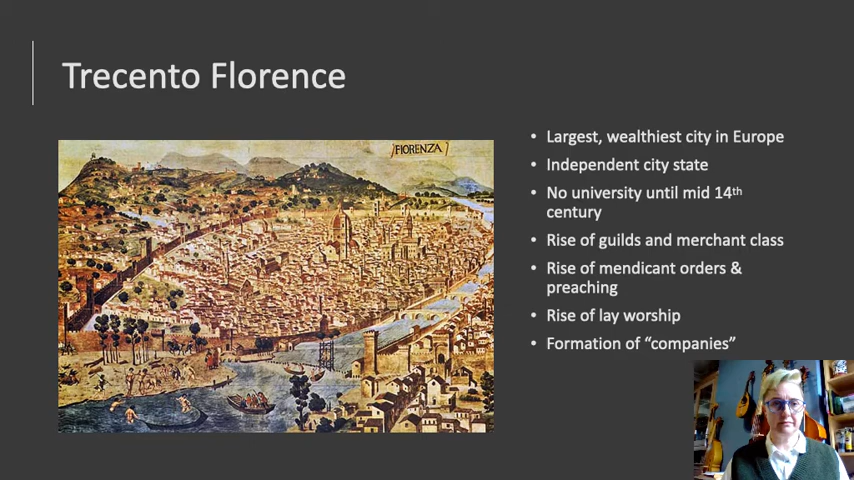 Trecento Florence
FIORENZA
• Largest, wealthiest city in Europe
• Independent city state
• No university until mid 14th
century
• Rise of guilds and merchant class
• Rise of mendicant orders &
preaching
• Rise of lay worship
• Formation of “companies”